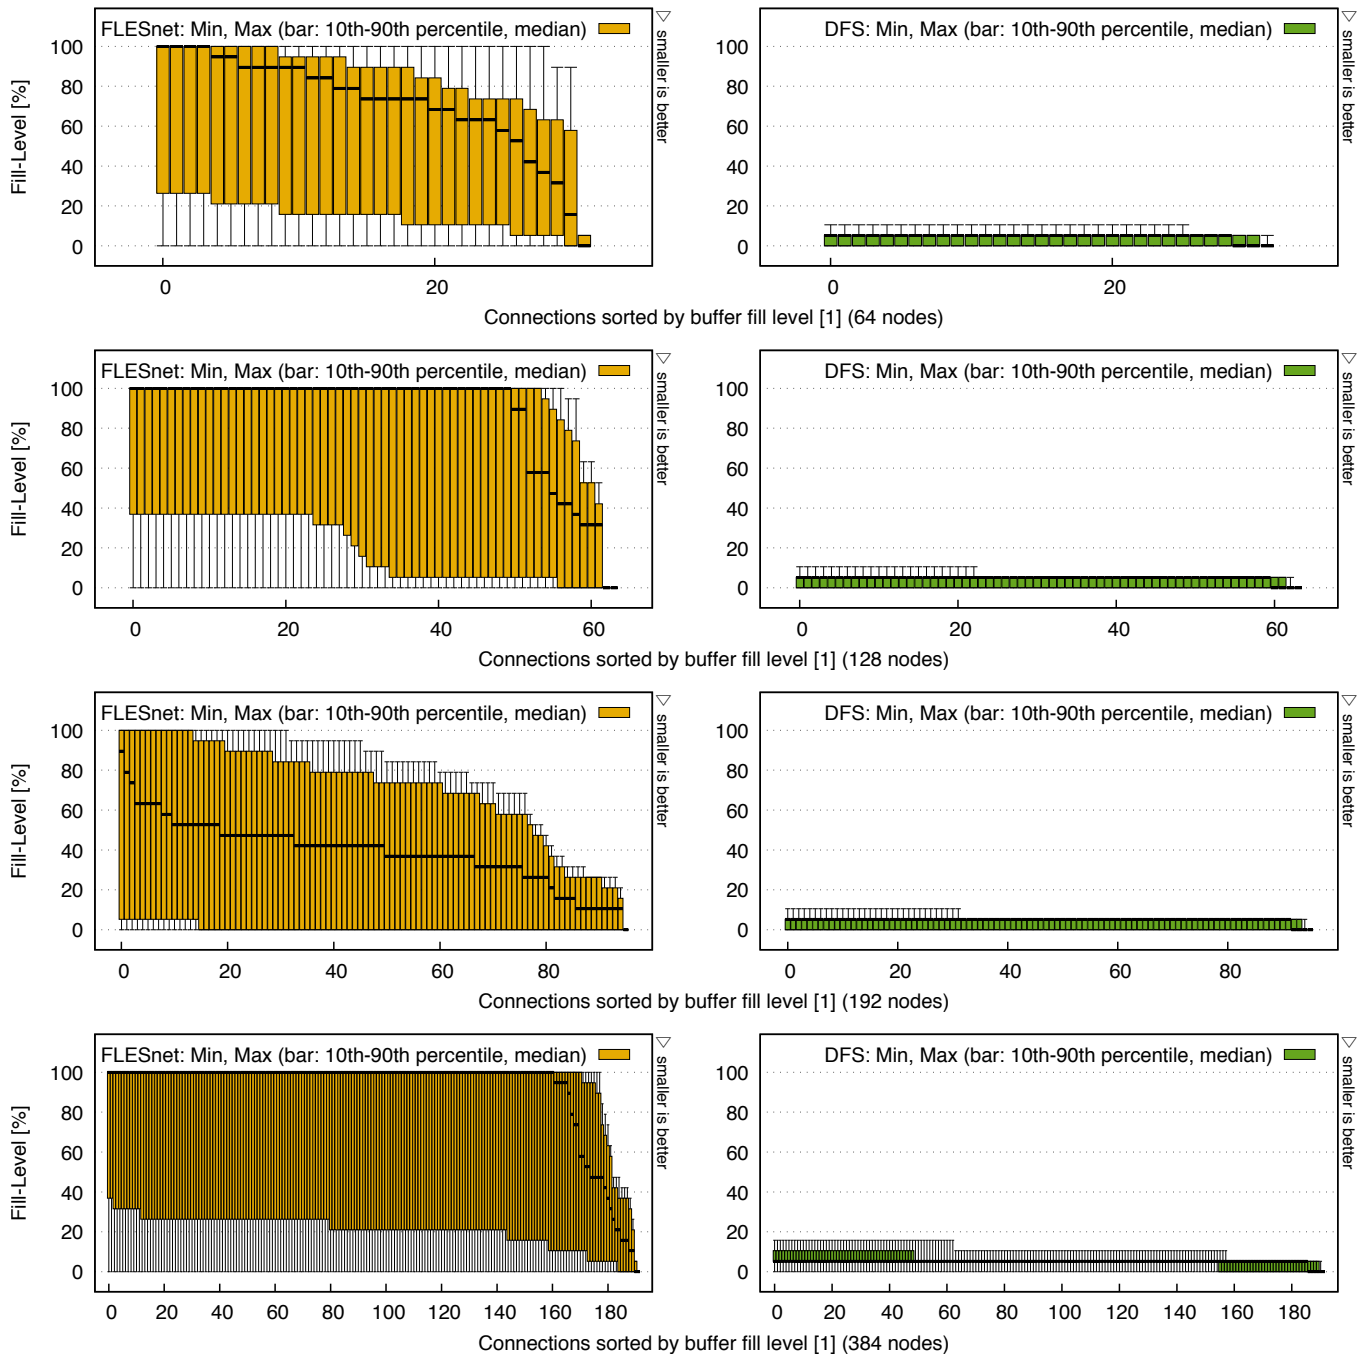 FLESnet: Min, Max (bar: 10th-90th percentile, median)
Fill-Level [%]
100
80
60
40
20
0
0 20
smaller is better
DFS: Min, Max (bar: 10th-90th percentile, median)
100
80
60
40
20
0
0 20
smaller is better
Connections sorted by buffer fill level [1] (64 nodes)
FLESnet: Min, Max (bar: 10th-90th percentile, median)
Fill-Level [%]
100
80
60
40
20
0
0 20 40 60
smaller is better
DFS: Min, Max (bar: 10th-90th percentile, median)
100
80
60
40
20
0
0 20 40 60
smaller is better
Connections sorted by buffer fill level [1] (128 nodes)
FLESnet: Min, Max (bar: 10th-90th percentile, median)
Fill-Level [%]
100
80
60
40
20
0
0 20 40 60 80
smaller is better
DFS: Min, Max (bar: 10th-90th percentile, median)
100
80
60
40
20
0
0 20 40 60 80
smaller is better
Connections sorted by buffer fill level [1] (192 nodes)
FLESnet: Min, Max (bar: 10th-90th percentile, median)
Fill-Level [%]
100
80
60
40
20
0
0 20 40 60 80 100 120 140 160 180
smaller is better
DFS: Min, Max (bar: 10th-90th percentile, median)
100
80
60
40
20
0
0 20 40 60 80 100 120 140 160 180
smaller is better
Connections sorted by buffer fill level [1] (384 nodes)